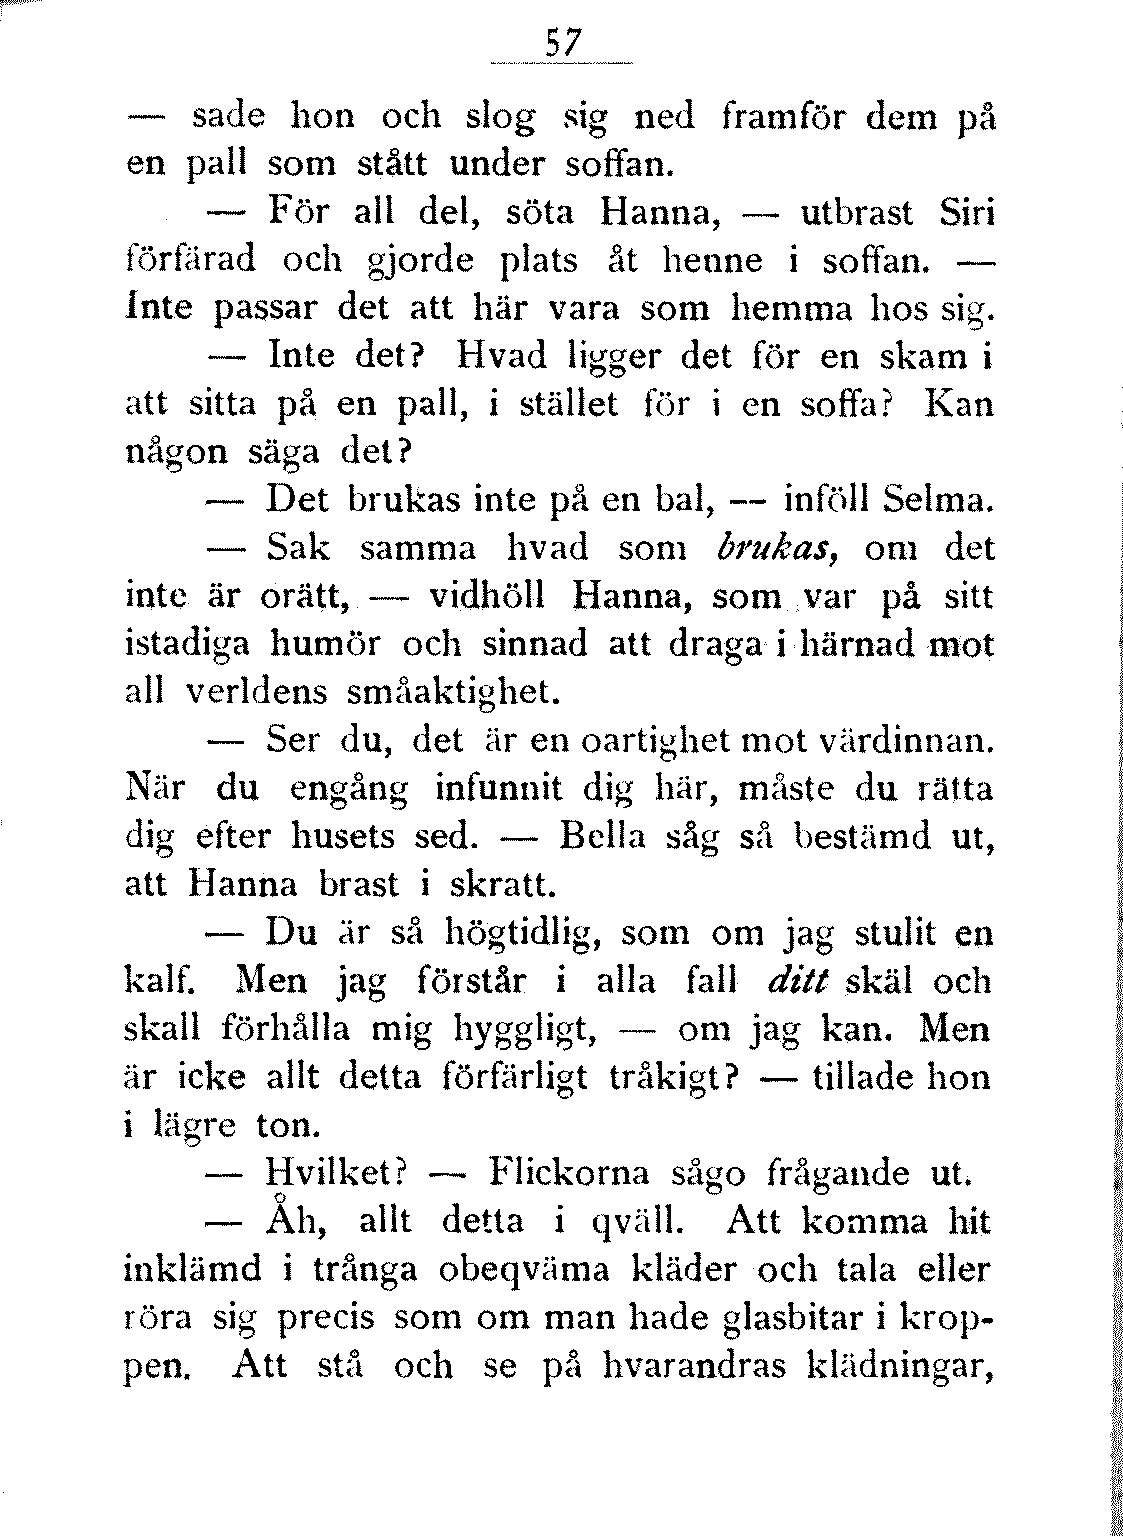 57
— sade hon och slog sig ned framför dem på
en pall som stått under soffan.
— För all del, söta Hanna, — utbrast Siri
förfärad och gjorde plats åt henne i soffan. —
Inte passar det att här vara som hemma hos sig.
— Inte det? Hvad ligger det för en skam i
att sitta på en pall, i stället för i en soffa? Kan
någon säga det?
— Det brukas inte på en bal, — inföll Selma.
— Sak samma hvad som brukas, om det
inte är orätt, — vidhöll Hanna, som var på sitt
istadiga humör och sinnad att draga i härnad mot
all verldens småaktighet.
— Ser du, det är en oartighet mot värdinnan.
När du engång infunnit dig här, måste du rätta
dig efter husets sed. — Bella såg så bestämd ut,
att Hanna brast i skratt.
— Du är så högtidlig, som om jag stulit en
kalf. Men jag förstår i alla fall ditt skäl och
skall förhålla mig hyggligt, — om jag kan. Men
är icke allt detta förfärligt tråkigt? — tillade hon
i lägre ton.
— Hvilket? — Flickorna sågo frågande ut.
— Åh, allt detta i qväll. Att komma hit
inklämd i trånga obeqväma kläder och tala eller
röra sig precis som om man hade glasbitar i krop-
pen. Att stå och se på hvarandras klädningar,